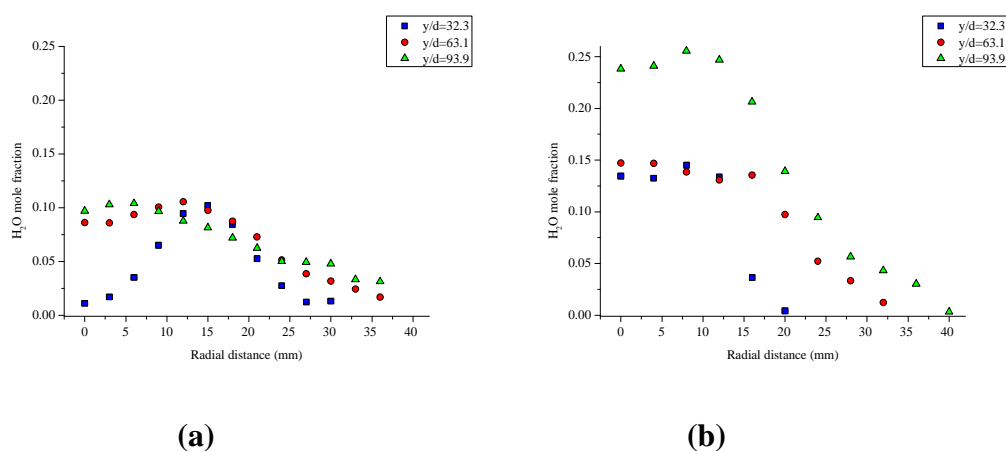 y/d=32.3
y/d=63.1
y/d=93.9
0.25
0.20
0.15
0.10
0.05
0.00
H₂O mole fraction
0 5 10 15 20 25 30 35 40
Radial distance (mm)
(a)
y/d=32.3
y/d=63.1
y/d=93.9
0.25
0.20
0.15
0.10
0.05
0.00
H₂O mole fraction
0 5 10 15 20 25 30 35 40
Radial distance (mm)
(b)